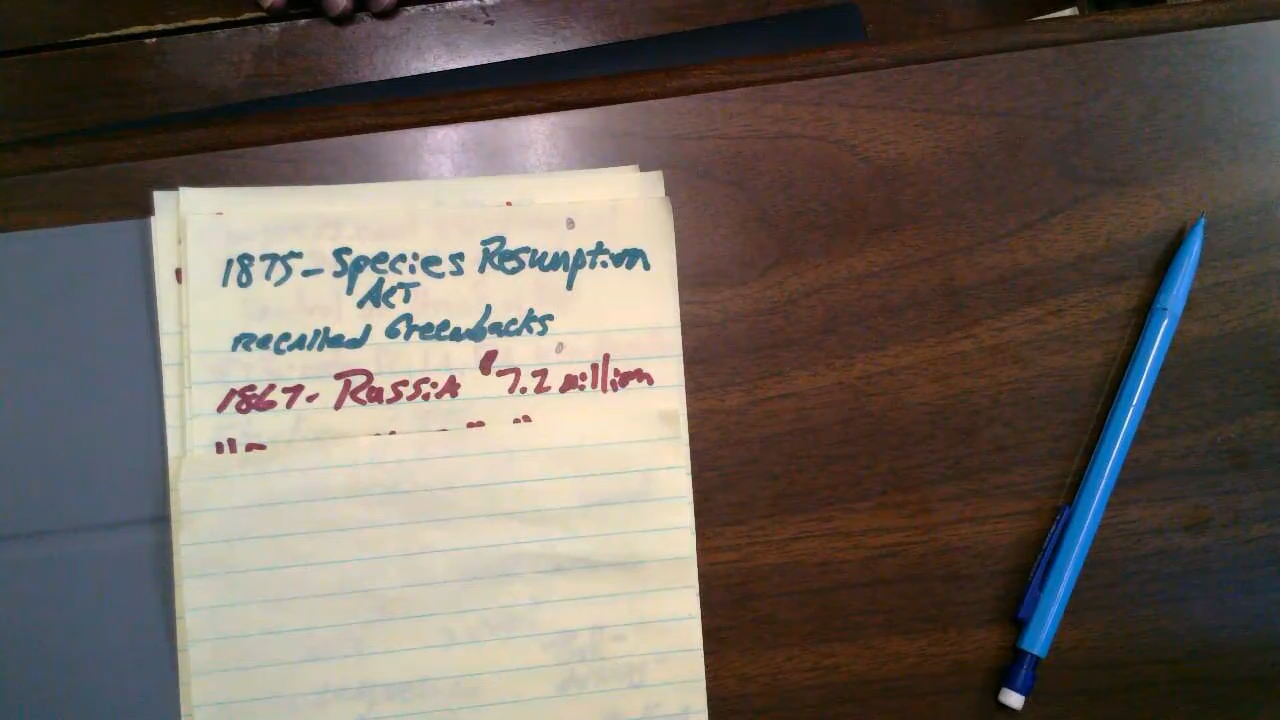 1875 - Species Resumption
Act
recalled Greenbacks
1867 - Russia $7.2 million